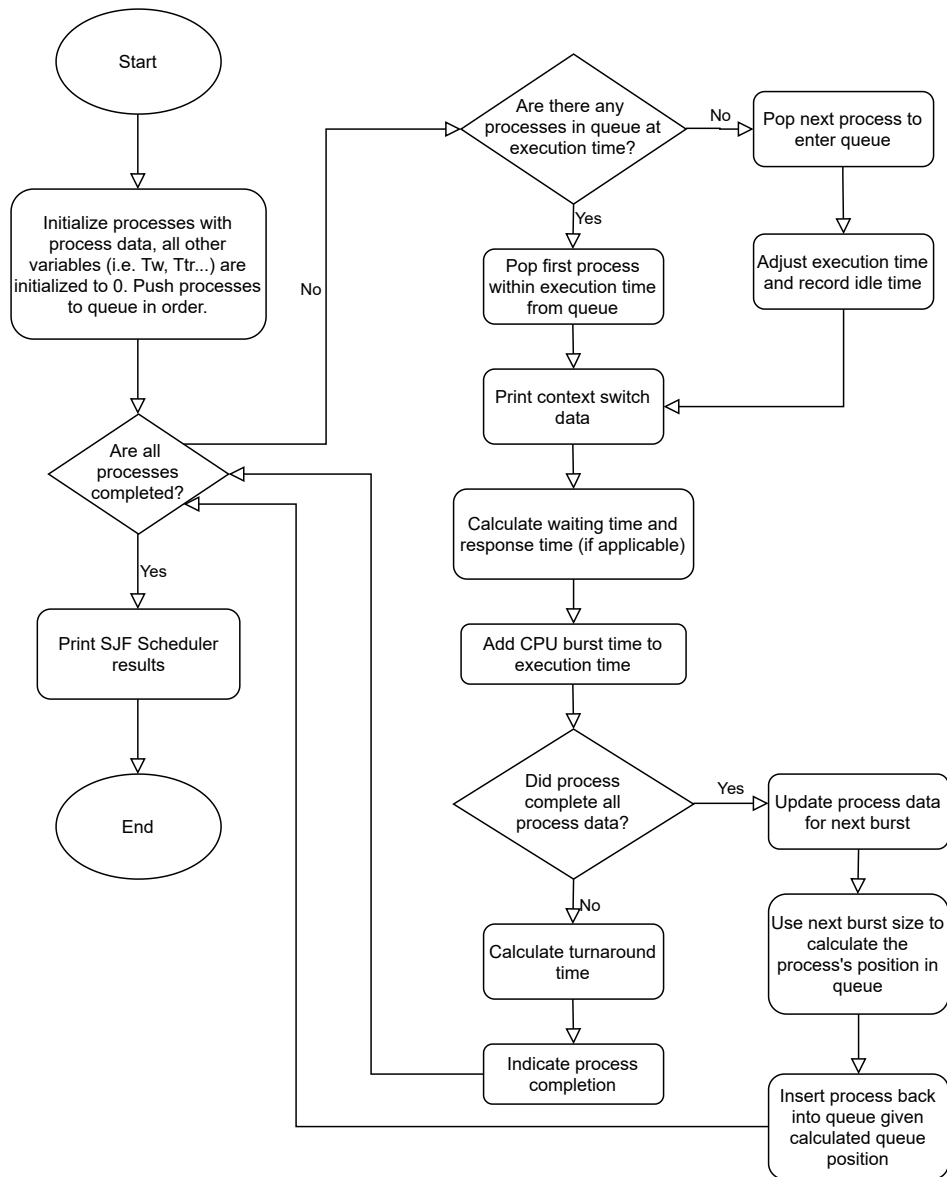 Start
Initialize processes with
process data, all other
variables (i.e. Tw, Ttr...) are
initialized to 0. Push processes
to queue in order.
Are all
processes
completed?
No
Yes
Print SJF Scheduler
results
End
Are there any
processes in queue at
execution time?
No
Pop next process to
enter queue
Adjust execution time
and record idle time
Yes
Pop first process
within execution time
from queue
Print context switch
data
Calculate waiting time and
response time (if applicable)
Add CPU burst time to
execution time
Did process
complete all
process data?
Yes
Update process data
for next burst
Use next burst size to
calculate the
process's position in
queue
Insert process back
into queue given
calculated queue
position
No
Calculate turnaround
time
Indicate process
completion